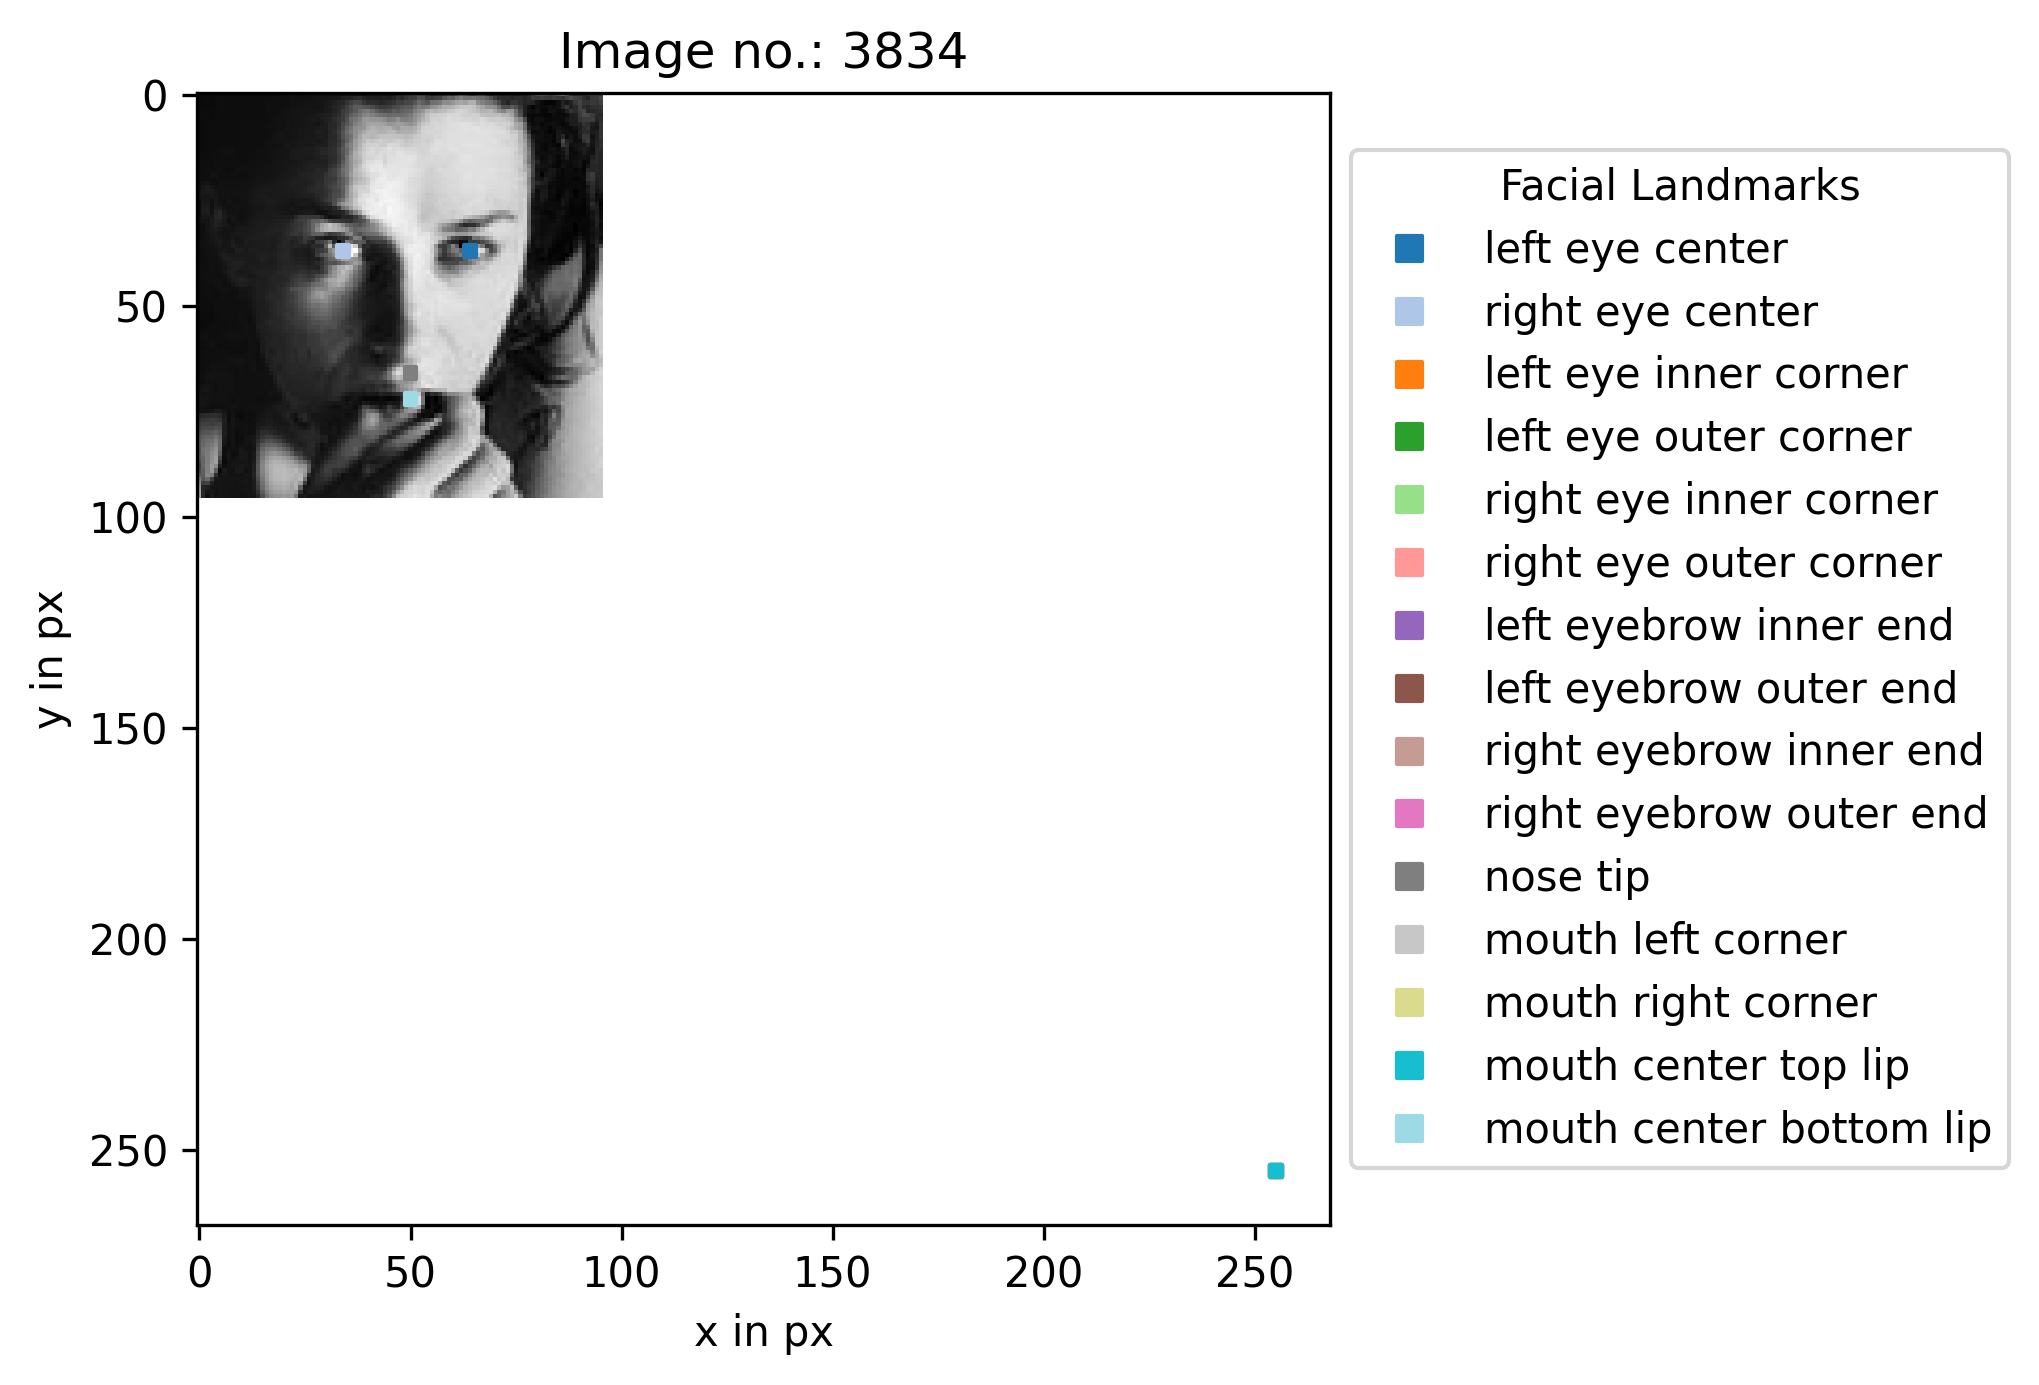 Image no.: 3834
0
50
100
150
200
250
y in px
0
50
100
150
200
250
x in px
Facial Landmarks
left eye center
right eye center
left eye inner corner
left eye outer corner
right eye inner corner
right eye outer corner
left eyebrow inner end
left eyebrow outer end
right eyebrow inner end
right eyebrow outer end
nose tip
mouth left corner
mouth right corner
mouth center top lip
mouth center bottom lip